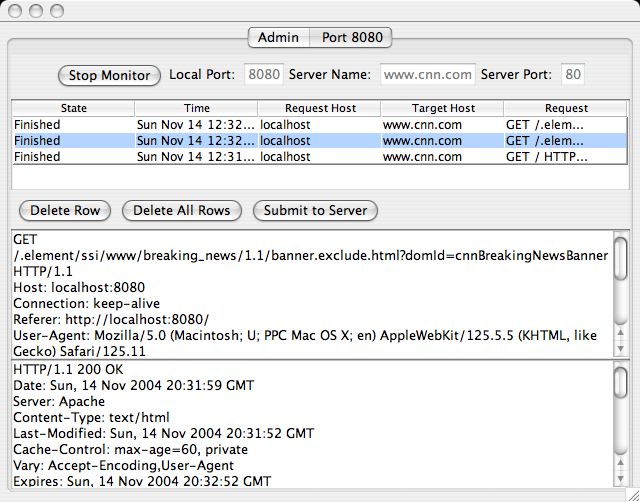 Admin Port 8080
Stop Monitor Local Port: 8080 Server Name: www.cnn.com Server Port: 80
State Time Request Host Target Host Request
Finished Sun Nov 14 12:32... localhost www.cnn.com GET /.elem...
Finished Sun Nov 14 12:32... localhost www.cnn.com GET /.elem...
Finished Sun Nov 14 12:31... localhost www.cnn.com GET / HTTP...
Delete Row Delete All Rows Submit to Server
GET
/.element/ssi/www/breaking_news/1.1/banner.exclude.html?domId=cnnBreakingNewsBanner
HTTP/1.1
Host: localhost:8080
Connection: keep-alive
Referer: http://localhost:8080/
User-Agent: Mozilla/5.0 (Macintosh; U; PPC Mac OS X; en) AppleWebKit/125.5.5 (KHTML, like
Gecko) Safari/125.11
HTTP/1.1 200 OK
Date: Sun, 14 Nov 2004 20:31:59 GMT
Server: Apache
Content-Type: text/html
Last-Modified: Sun, 14 Nov 2004 20:31:52 GMT
Cache-Control: max-age=60, private
Vary: Accept-Encoding,User-Agent
Expires: Sun, 14 Nov 2004 20:32:52 GMT